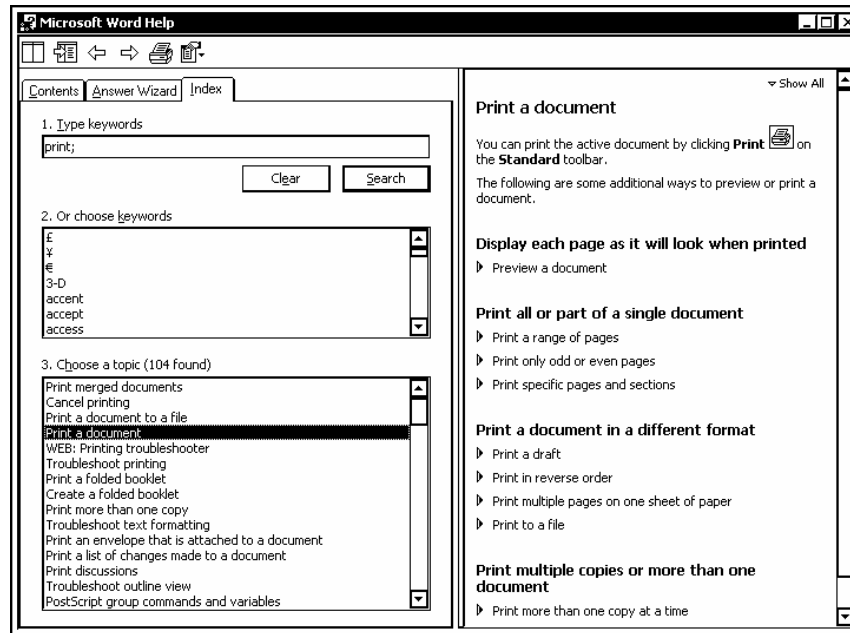 Microsoft Word Help
Contents
Answer Wizard
Index
1. Type keywords
print;
Clear
Search
2. Or choose keywords
£
¥
€
3-D
accent
accept
access
3. Choose a topic (104 found)
Print merged documents
Cancel printing
Print a document to a file
Print a document
WEB: Printing troubleshooter
Troubleshoot printing
Print a folded booklet
Create a folded booklet
Print more than one copy
Troubleshoot text formatting
Print an envelope that is attached to a document
Print a list of changes made to a document
Print discussions
Troubleshoot outline view
PostScript group commands and variables
Show All
Print a document
You can print the active document by clicking Print on
the Standard toolbar.
The following are some additional ways to preview or print a
document.
Display each page as it will look when printed
Preview a document
Print all or part of a single document
Print a range of pages
Print only odd or even pages
Print specific pages and sections
Print a document in a different format
Print a draft
Print in reverse order
Print multiple pages on one sheet of paper
Print to a file
Print multiple copies or more than one
document
Print more than one copy at a time